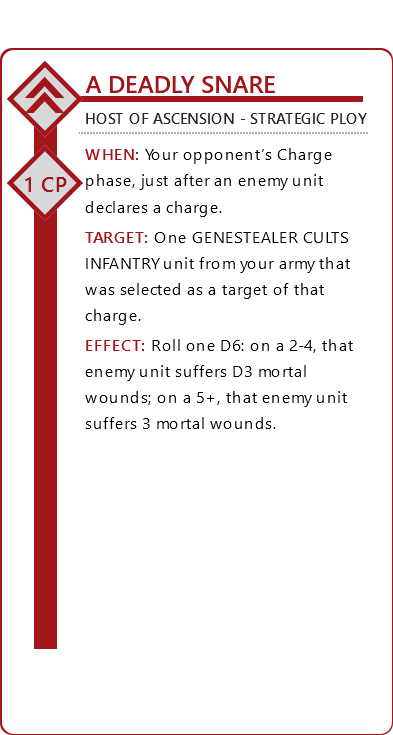 A DEADLY SNARE
HOST OF ASCENSION - STRATEGIC PLOY
1 CP
WHEN: Your opponent's Charge
phase, just after an enemy unit
declares a charge.
TARGET: One GENESTEALER CULTS
INFANTRY unit from your army that
was selected as a target of that
charge.
EFFECT: Roll one D6: on a 2-4, that
enemy unit suffers D3 mortal
wounds; on a 5+, that enemy unit
suffers 3 mortal wounds.